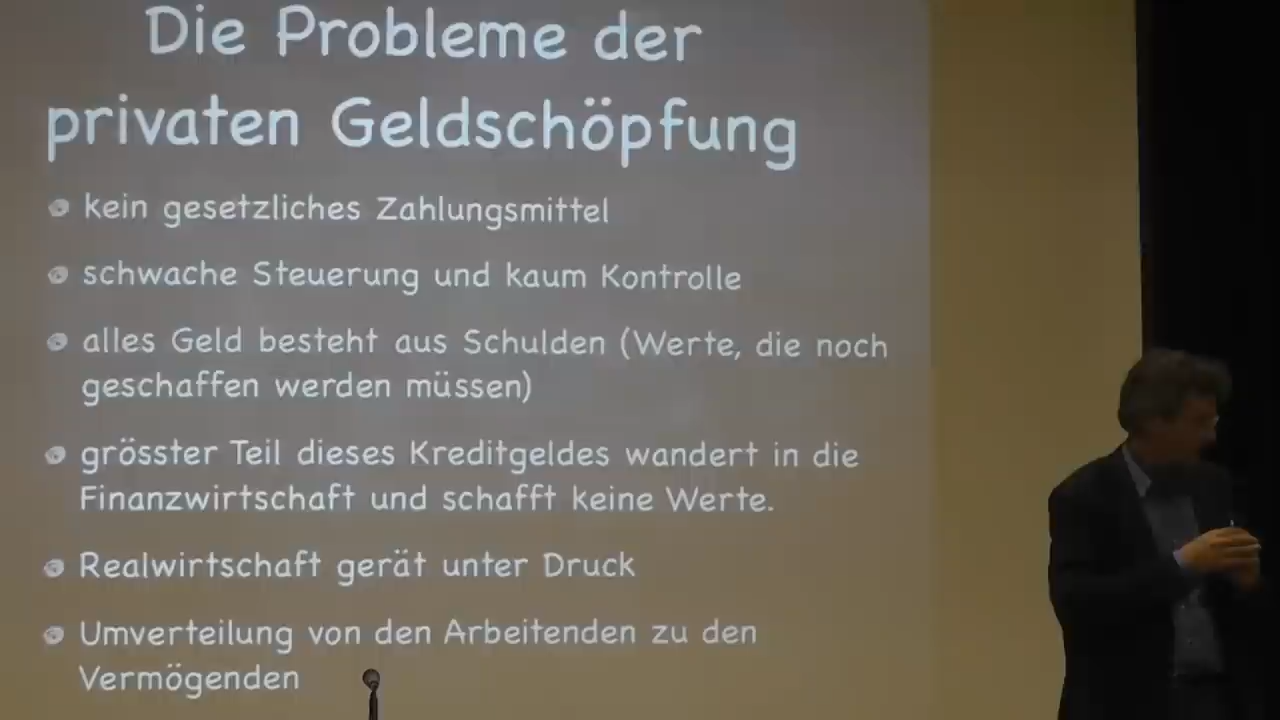 Die Probleme der
privaten Geldschöpfung
kein gesetzliches Zahlungsmittel
schwache Steuerung und kaum Kontrolle
alles Geld besteht aus Schulden (Werte, die noch
geschaffen werden müssen)
grösster Teil dieses Kreditgeldes wandert in die
Finanzwirtschaft und schafft keine Werte.
Realwirtschaft gerät unter Druck
Umverteilung von den Arbeitenden zu den
Vermögenden